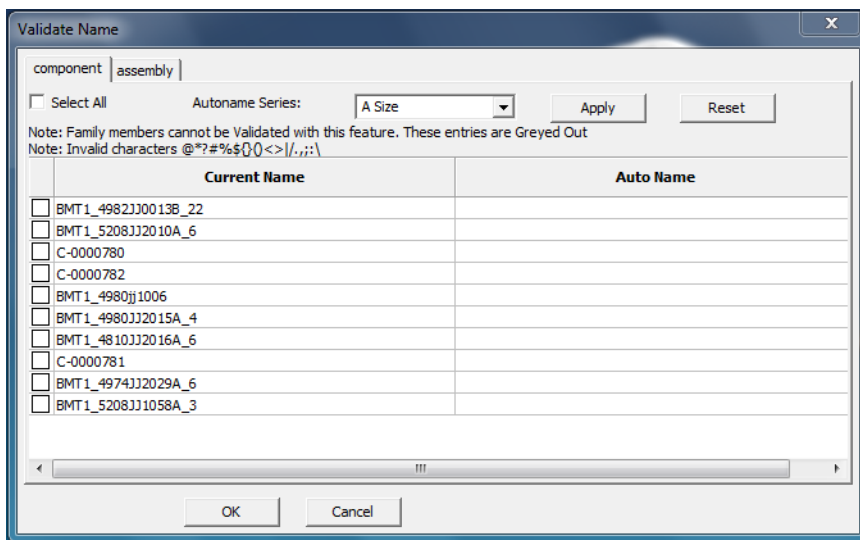 Validate Name
x
component assembly
Select All Autoname Series: A Size Apply Reset
Note: Family members cannot be Validated with this feature. These entries are Greyed Out
Note: Invalid characters @*?#%${}()<>|/.,;:\
Current Name Auto Name
BMT1_4982JJ0013B_22
BMT1_5208JJ2010A_6
C-0000780
C-0000782
BMT1_4980jj1006
BMT1_4980JJ2015A_4
BMT1_4810JJ2016A_6
C-0000781
BMT1_4974JJ2029A_6
BMT1_5208JJ1058A_3
OK Cancel